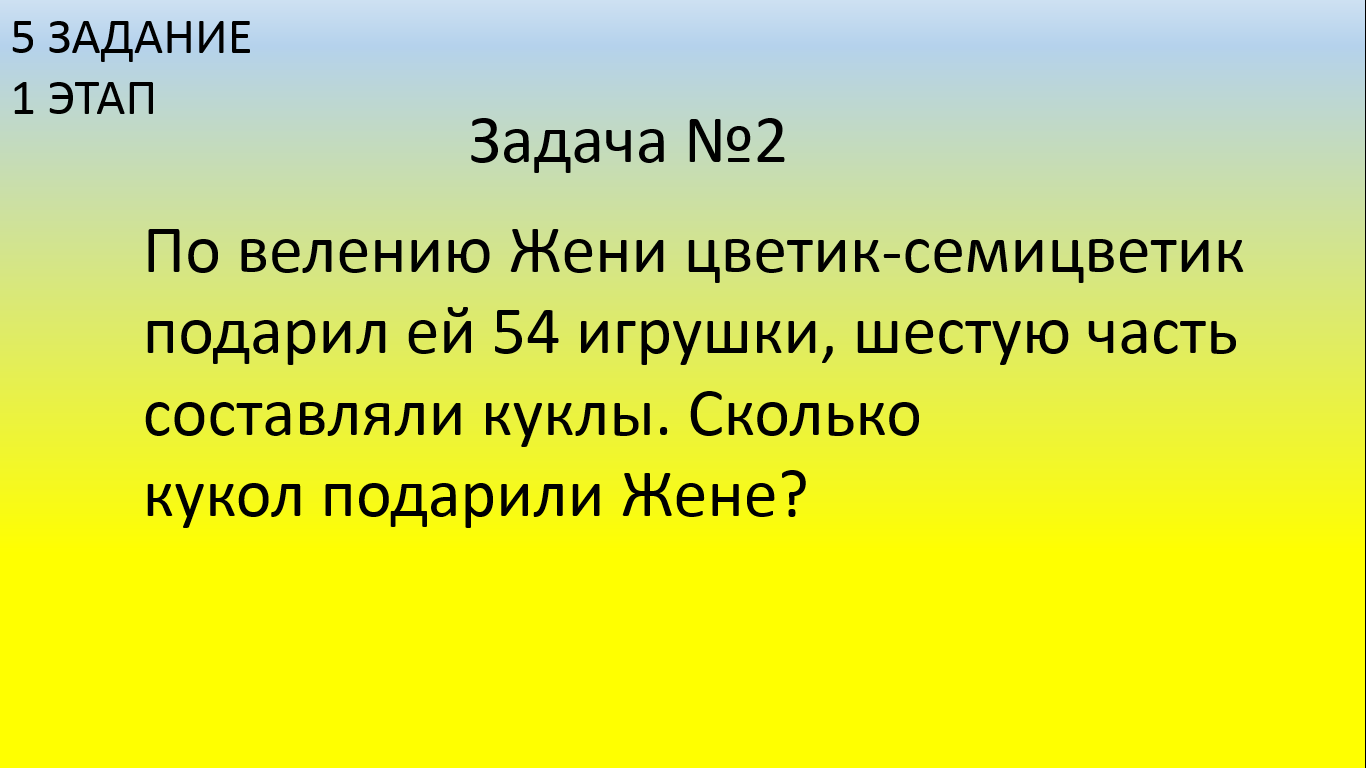 5 ЗАДАНИЕ
1 ЭТАП
Задача №2
По велению Жени цветик-семицветик
подарил ей 54 игрушки, шестую часть
составляли куклы. Сколько
кукол подарили Жене?